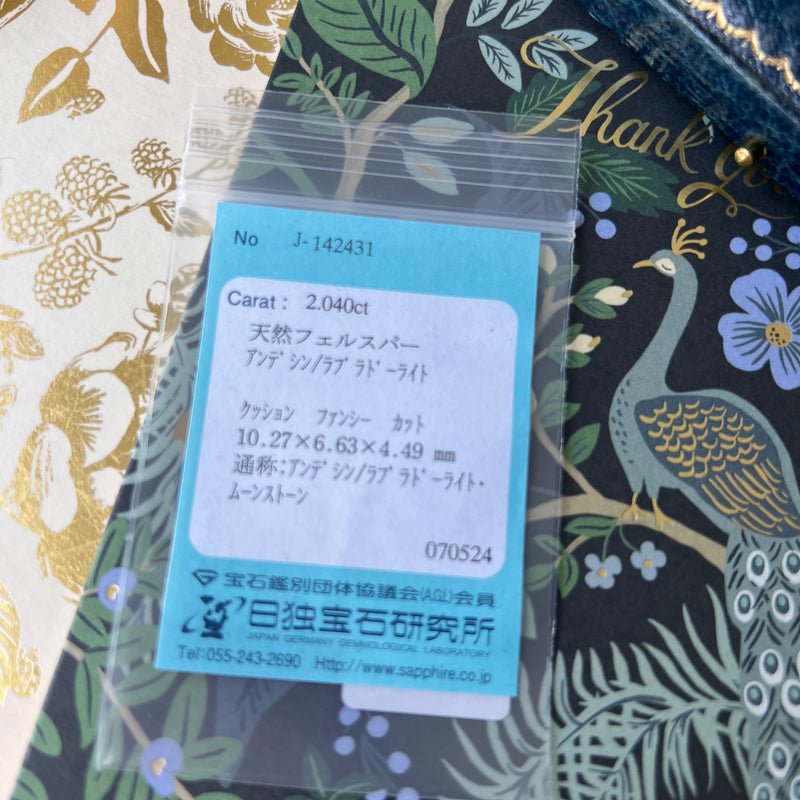 Thank you
No J-142431
Carat : 2.040ct
天然フェルスパー
ｱﾝﾃﾞｼﾝ/ﾗﾌﾞﾗﾄﾞｰﾗｲﾄ
ｸｯｼｮﾝ ﾌｧﾝｼｰ ｶｯﾄ
10.27×6.63×4.49 mm
通称;ｱﾝﾃﾞｼﾝ/ﾗﾌﾞﾗﾄﾞｰﾗｲﾄ･
ﾑｰﾝｽﾄｰﾝ
070524
宝石鑑別団体協議会(A.G.L)会員
日独宝石研究所
JAPAN GERMANY GEMMOLOGICAL LABORATORY
Tel:055-243-2690 Http://www.sapphire.co.jp